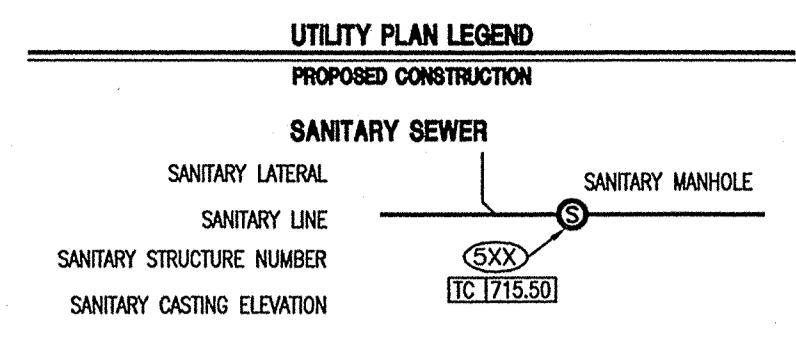 UTILITY PLAN LEGEND
PROPOSED CONSTRUCTION
SANITARY SEWER
SANITARY LATERAL
SANITARY MANHOLE
SANITARY LINE
S
SANITARY STRUCTURE NUMBER
5XX
SANITARY CASTING ELEVATION
TC 715.50